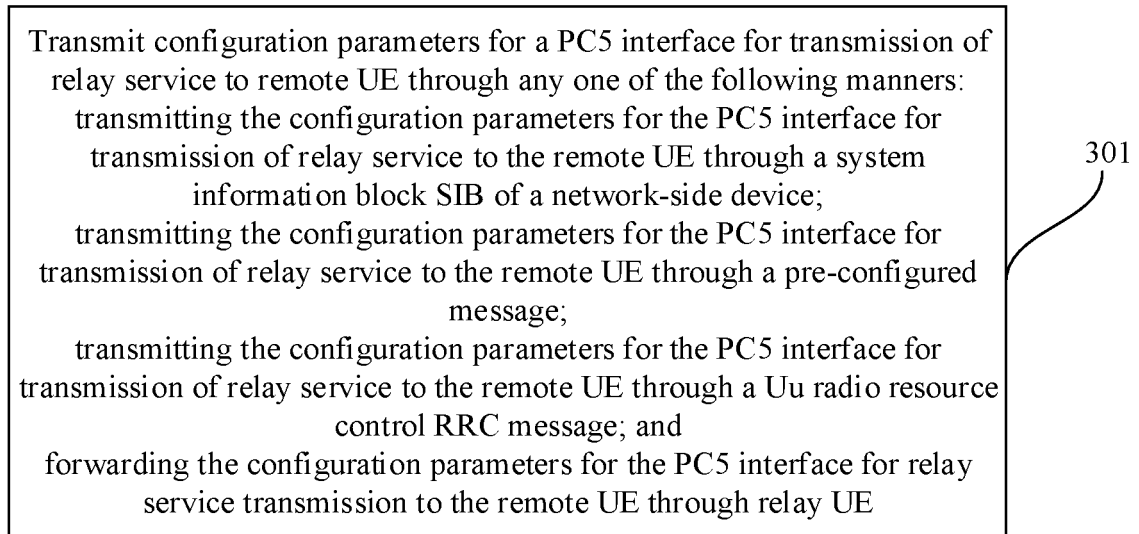 Transmit configuration parameters for a PC5 interface for transmission of
relay service to remote UE through any one of the following manners:
transmitting the configuration parameters for the PC5 interface for
transmission of relay service to the remote UE through a system
information block SIB of a network-side device;
transmitting the configuration parameters for the PC5 interface for
transmission of relay service to the remote UE through a pre-configured
message;
transmitting the configuration parameters for the PC5 interface for
transmission of relay service to the remote UE through a Uu radio resource
control RRC message; and
forwarding the configuration parameters for the PC5 interface for relay
service transmission to the remote UE through relay UE
301